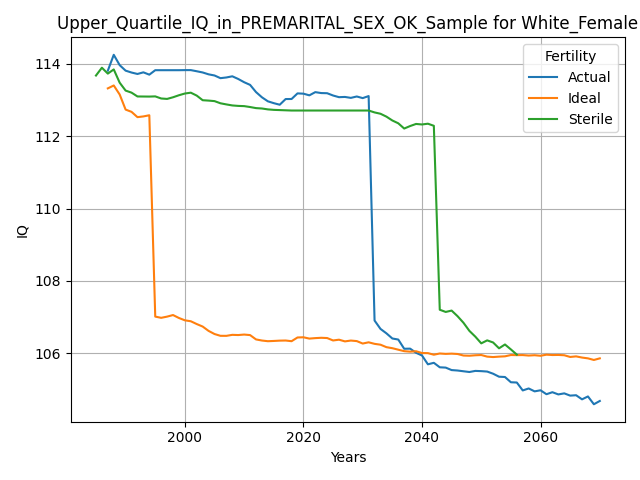 Upper_Quartile_IQ_in_PREMARITAL_SEX_OK_Sample for White_Female
Fertility
Actual
Ideal
Sterile
IQ
114
112
110
108
106
2000
2020
2040
2060
Years